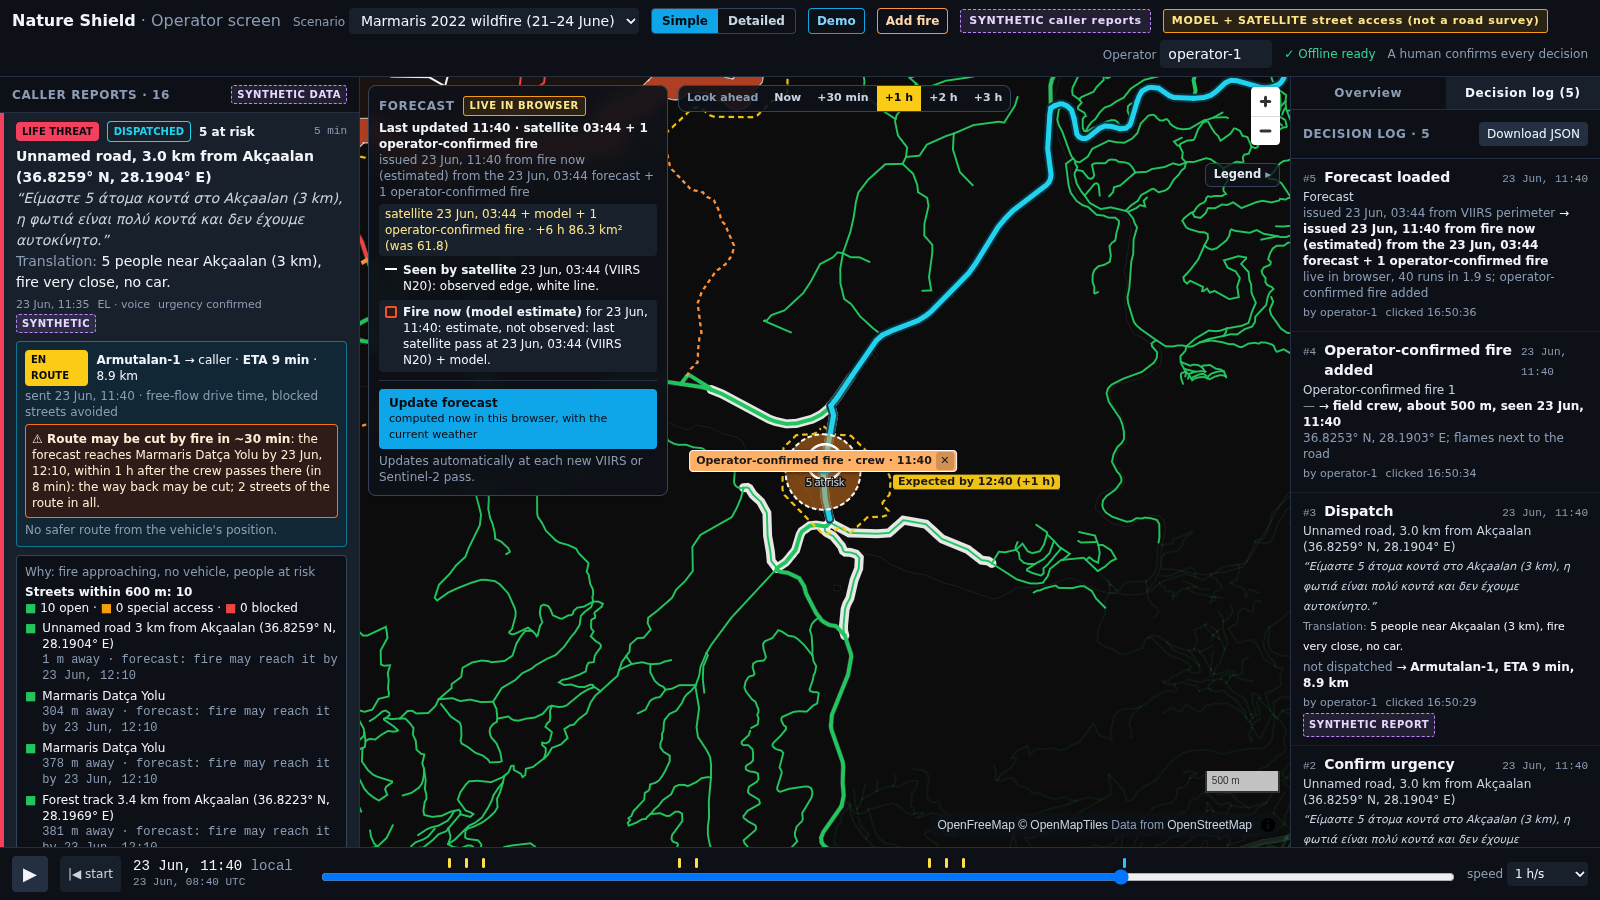 Nature Shield · Operator screen
Scenario
Marmaris 2022 wildfire (21–24 June)
Simple
Detailed
Demo
Add fire
SYNTHETIC caller reports
MODEL + SATELLITE street access (not a road survey)
Operator
operator-1
✓ Offline ready
A human confirms every decision
CALLER REPORTS · 16
SYNTHETIC DATA
LIFE THREAT
DISPATCHED
5 at risk
5 min
Unnamed road, 3.0 km from Akçaalan
(36.8259° N, 28.1904° E)
“Είμαστε 5 άτομα κοντά στο Akçaalan (3 km),
η φωτιά είναι πολύ κοντά και δεν έχουμε
αυτοκίνητο.”
Translation: 5 people near Akçaalan (3 km),
fire very close, no car.
23 Jun, 11:35 EL · voice urgency confirmed
SYNTHETIC
EN
ROUTE
Armutalan-1 → caller · ETA 9 min ·
8.9 km
sent 23 Jun, 11:40 · free-flow drive time, blocked
streets avoided
⚠ Route may be cut by fire in ~30 min: the
forecast reaches Marmaris Datça Yolu by 23 Jun,
12:10, within 1 h after the crew passes there (in
8 min): the way back may be cut; 2 streets of the
route in all.
No safer route from the vehicle's position.
Why: fire approaching, no vehicle, people at risk
Streets within 600 m: 10
10 open · 0 special access · 0 blocked
Unnamed road 3 km from Akçaalan (36.8259° N,
28.1904° E)
1 m away · forecast: fire may reach it by
23 Jun, 12:10
Marmaris Datça Yolu
304 m away · forecast: fire may reach it
by 23 Jun, 12:10
Marmaris Datça Yolu
378 m away · forecast: fire may reach it
by 23 Jun, 12:10
Forest track 3.4 km from Akçaalan (36.8223° N,
28.1969° E)
381 m away · forecast: fire may reach it
by 23 Jun, 12:10
FORECAST
LIVE IN BROWSER
Last updated 11:40 · satellite 03:44 + 1
operator-confirmed fire
issued 23 Jun, 11:40 from fire now
(estimated) from the 23 Jun, 03:44 forecast +
1 operator-confirmed fire
satellite 23 Jun, 03:44 + model + 1
operator-confirmed fire · +6 h 86.3 km²
(was 61.8)
Seen by satellite 23 Jun, 03:44 (VIIRS
N20): observed edge, white line.
Fire now (model estimate) for 23 Jun,
11:40: estimate, not observed: last
satellite pass at 23 Jun, 03:44 (VIIRS
N20) + model.
Update forecast
computed now in this browser, with the
current weather
Updates automatically at each new VIIRS or
Sentinel-2 pass.
Look ahead
Now
+30 min
+1 h
+2 h
+3 h
+
−
Legend ▸
Operator-confirmed fire · crew · 11:40 ×
5 at risk
Expected by 12:40 (+1 h)
500 m
OpenFreeMap © OpenMapTiles Data from OpenStreetMap
Overview
Decision log (5)
DECISION LOG · 5
Download JSON
#5 Forecast loaded 23 Jun, 11:40
Forecast
issued 23 Jun, 03:44 from VIIRS perimeter →
issued 23 Jun, 11:40 from fire now
(estimated) from the 23 Jun, 03:44
forecast + 1 operator-confirmed fire
live in browser, 40 runs in 1.9 s; operator-
confirmed fire added
by operator-1 clicked 16:50:36
#4 Operator-confirmed fire 23 Jun,
added 11:40
Operator-confirmed fire 1
— → field crew, about 500 m, seen 23 Jun,
11:40
36.8253° N, 28.1903° E; flames next to the
road
by operator-1 clicked 16:50:34
#3 Dispatch 23 Jun, 11:40
Unnamed road, 3.0 km from Akçaalan
(36.8259° N, 28.1904° E)
“Είμαστε 5 άτομα κοντά στο Akçaalan (3 km), η
φωτιά είναι πολύ κοντά και δεν έχουμε
αυτοκίνητο.”
Translation: 5 people near Akçaalan (3 km), fire
very close, no car.
not dispatched → Armutalan-1, ETA 9 min,
8.9 km
by operator-1 clicked 16:50:29
SYNTHETIC REPORT
#2 Confirm urgency 23 Jun, 11:40
Unnamed road, 3.0 km from Akçaalan
(36.8259° N, 28.1904° E)
“Είμαστε 5 άτομα κοντά στο Akçaalan (3 km), η
φωτιά είναι πολύ κοντά και δεν έχουμε
▶
|◀ start
23 Jun, 11:40 local
23 Jun, 08:40 UTC
speed
1 h/s